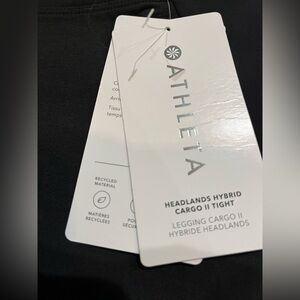 ATHLETA
HEADLANDS HYBRID
CARGO II TIGHT
LEGGING CARGO II
HYBRIDE HEADLANDS
RECYCLED
MATERIAL
MATIÈRES
RECYCLÉES